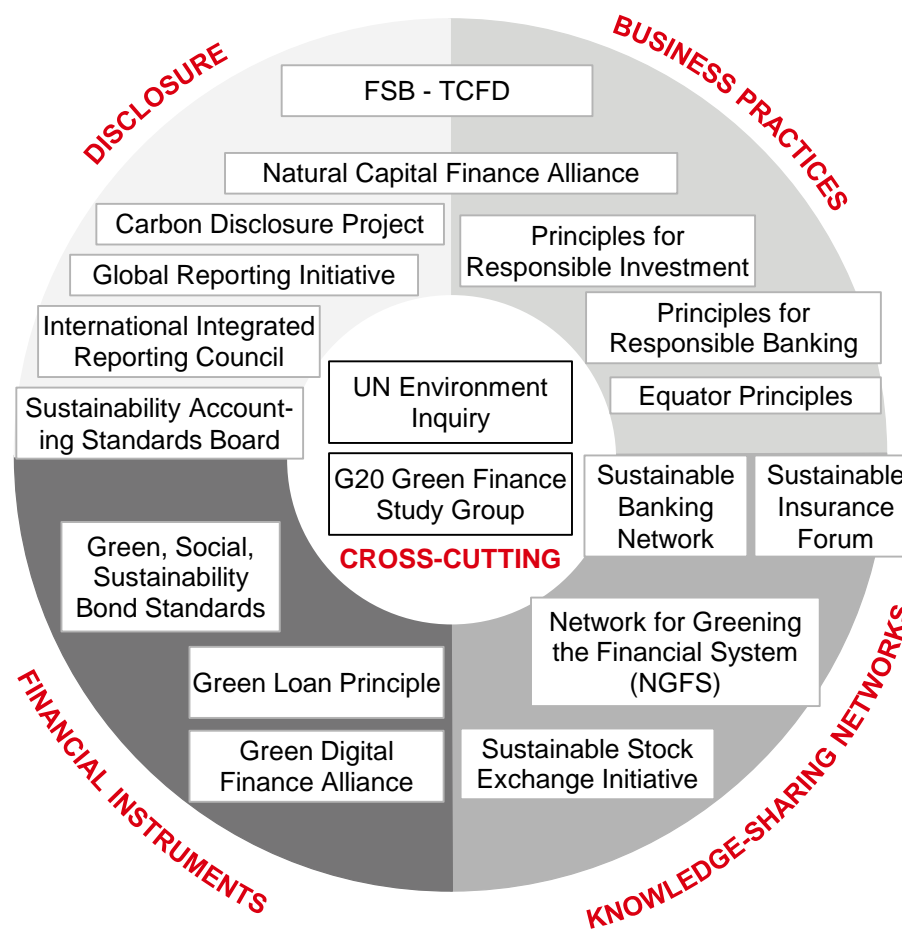 DISCLOSURE
BUSINESS PRACTICES
FSB - TCFD
Natural Capital Finance Alliance
Carbon Disclosure Project
Global Reporting Initiative
International Integrated
Reporting Council
Sustainability Account-
ing Standards Board
Principles for
Responsible Investment
Principles for
Responsible Banking
Equator Principles
UN Environment
Inquiry
G20 Green Finance
Study Group
CROSS-CUTTING
Sustainable
Banking
Network
Sustainable
Insurance
Forum
Green, Social,
Sustainability
Bond Standards
Green Loan Principle
Green Digital
Finance Alliance
Network for Greening
the Financial System
(NGFS)
Sustainable Stock
Exchange Initiative
FINANCIAL INSTRUMENTS
KNOWLEDGE-SHARING NETWORKS